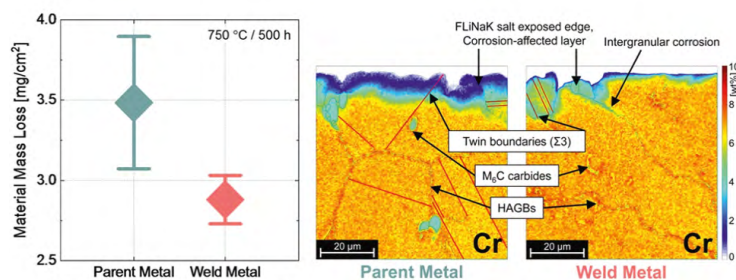 Material Mass Loss [mg/cm²]
4.0
3.5
3.0
2.5
750 °C / 500 h
Parent Metal
Weld Metal
FLiNaK salt exposed edge,
Corrosion-affected layer
Intergranular corrosion
Twin boundaries (Σ3)
M₆C carbides
HAGBs
20 µm
Cr
Parent Metal
20 µm
Cr
Weld Metal
10
[wt%]
8
6
4
2
0